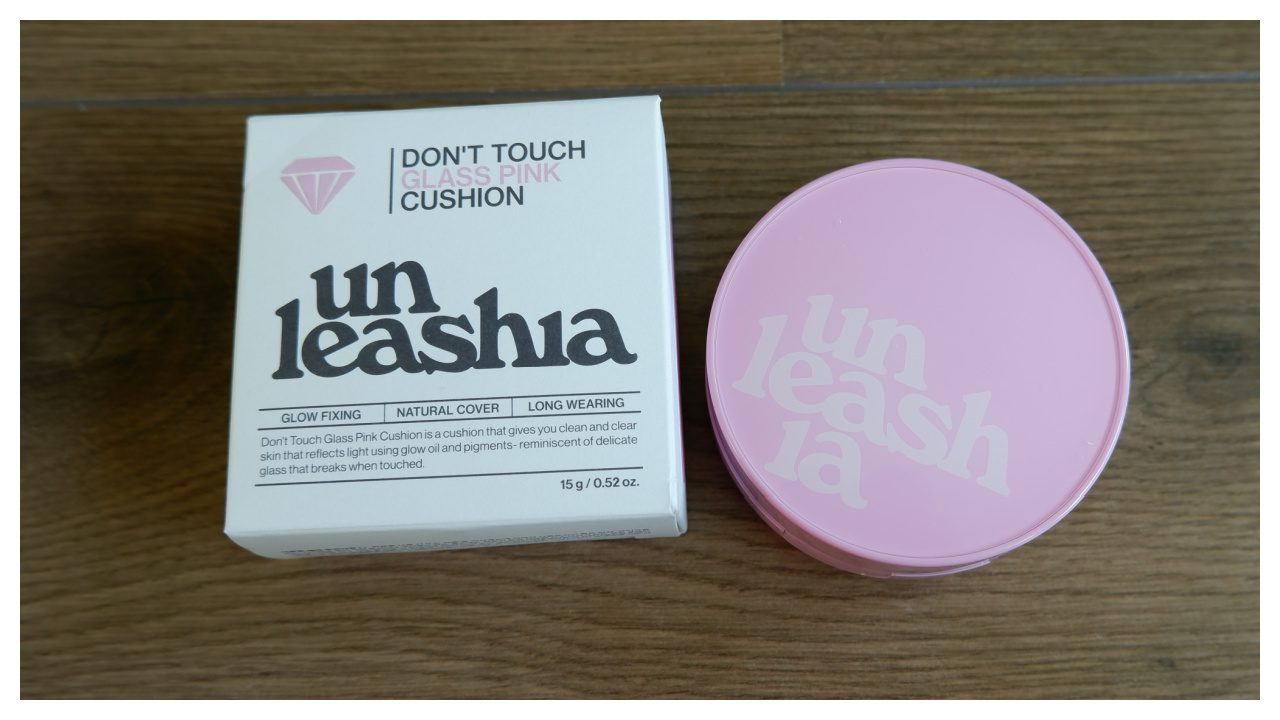 DON'T TOUCH
GLASS PINK
CUSHION
un
leashia
GLOW FIXING
NATURAL COVER
LONG WEARING
Don't Touch Glass Pink Cushion is a cushion that gives you clean and clear
skin that reflects light using glow oil and pigments- reminiscent of delicate
glass that breaks when touched.
15 g / 0.52 oz.
un
leash
ia